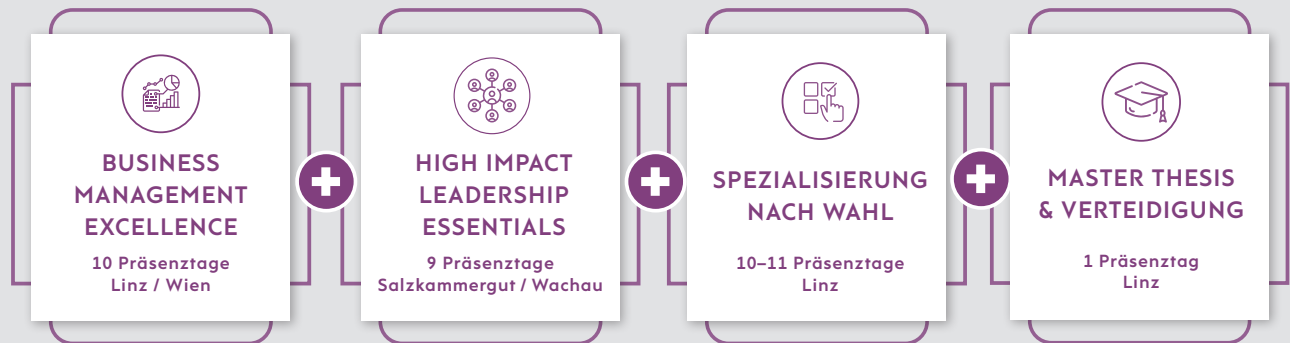 BUSINESS
MANAGEMENT
EXCELLENCE
10 Präsenztage
Linz / Wien
HIGH IMPACT
LEADERSHIP
ESSENTIALS
9 Präsenztage
Salzkammergut / Wachau
SPEZIALISIERUNG
NACH WAHL
10–11 Präsenztage
Linz
MASTER THESIS
& VERTEIDIGUNG
1 Präsenztag
Linz